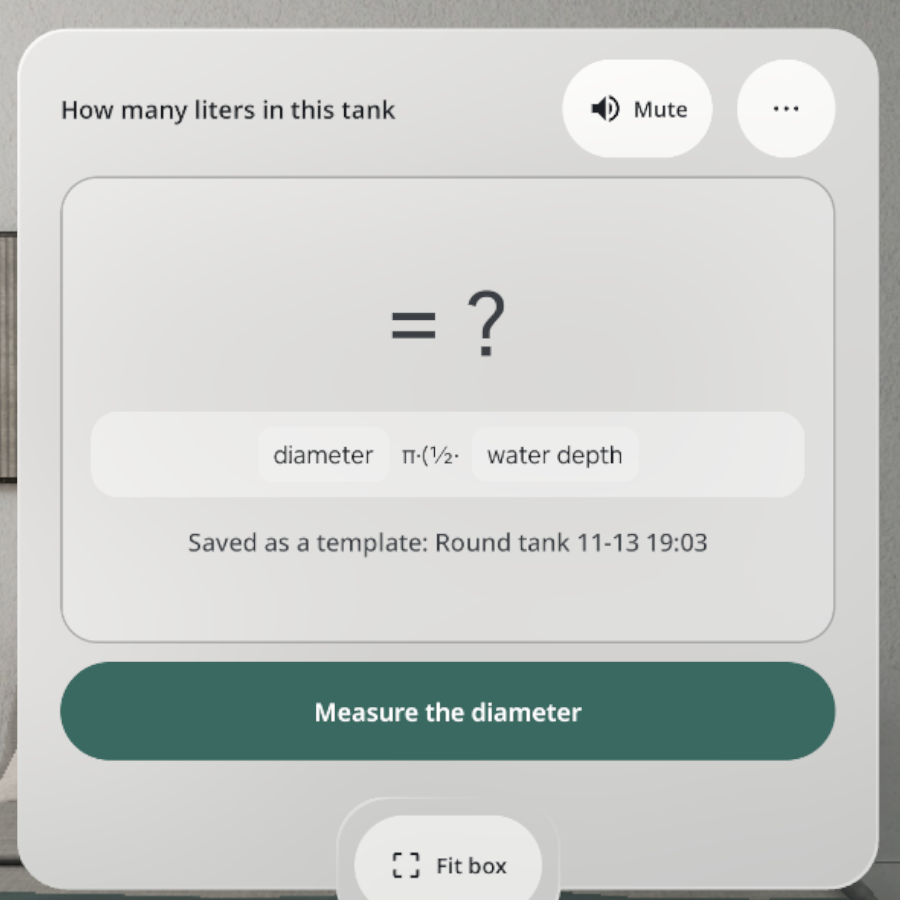 How many liters in this tank
Mute
...
= ?
diameter π·(½· water depth
Saved as a template: Round tank 11-13 19:03
Measure the diameter
Fit box